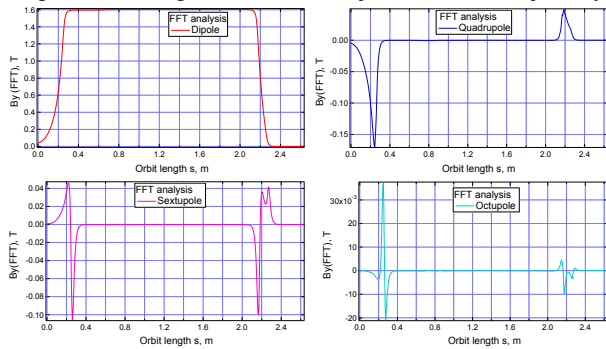 FFT analysis
Dipole
By(FFT), T
1.6
1.4
1.2
1.0
0.8
0.6
0.4
0.2
0.0
0.0 0.4 0.8 1.2 1.6 2.0 2.4
Orbit length s, m
FFT analysis
Quadrupole
By(FFT), T
0.00
-0.05
-0.10
-0.15
0.0 0.4 0.8 1.2 1.6 2.0 2.4
Orbit length s, m
FFT analysis
Sextupole
By(FFT), T
0.04
0.02
0.00
-0.02
-0.04
-0.06
-0.08
-0.10
0.0 0.4 0.8 1.2 1.6 2.0 2.4
Orbit length s, m
FFT analysis
Octupole
By(FFT), T
30x10-3
20
10
0
-10
-20
0.0 0.4 0.8 1.2 1.6 2.0 2.4
Orbit length s, m